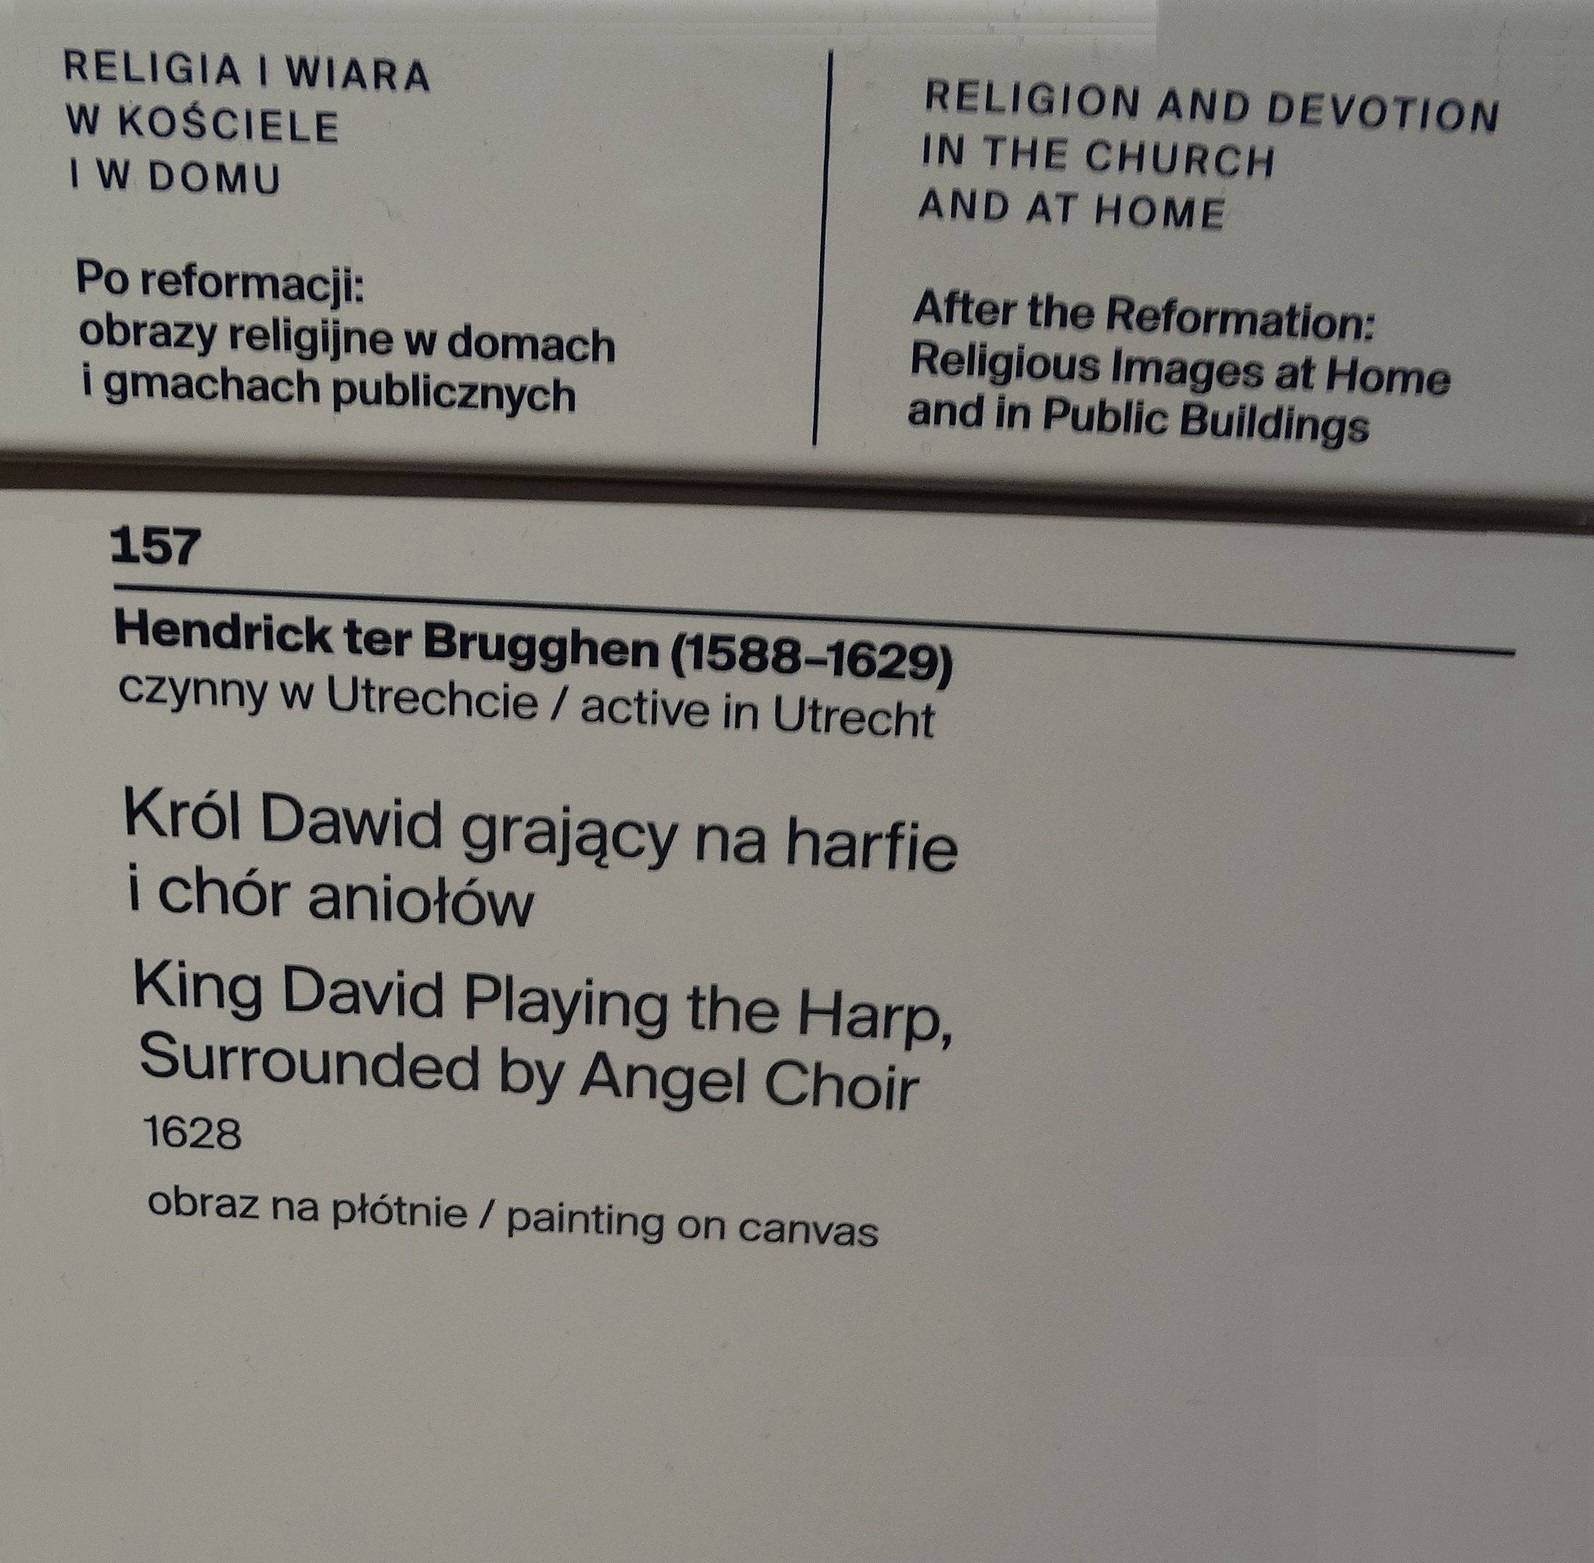 RELIGIA I WIARA
W KOŚCIELE
I W DOMU
Po reformacji:
obrazy religijne w domach
i gmachach publicznych
RELIGION AND DEVOTION
IN THE CHURCH
AND AT HOME
After the Reformation:
Religious Images at Home
and in Public Buildings
157
Hendrick ter Brugghen (1588–1629)
czynny w Utrechcie / active in Utrecht
Król Dawid grający na harfie
i chór aniołów
King David Playing the Harp,
Surrounded by Angel Choir
1628
obraz na płótnie / painting on canvas